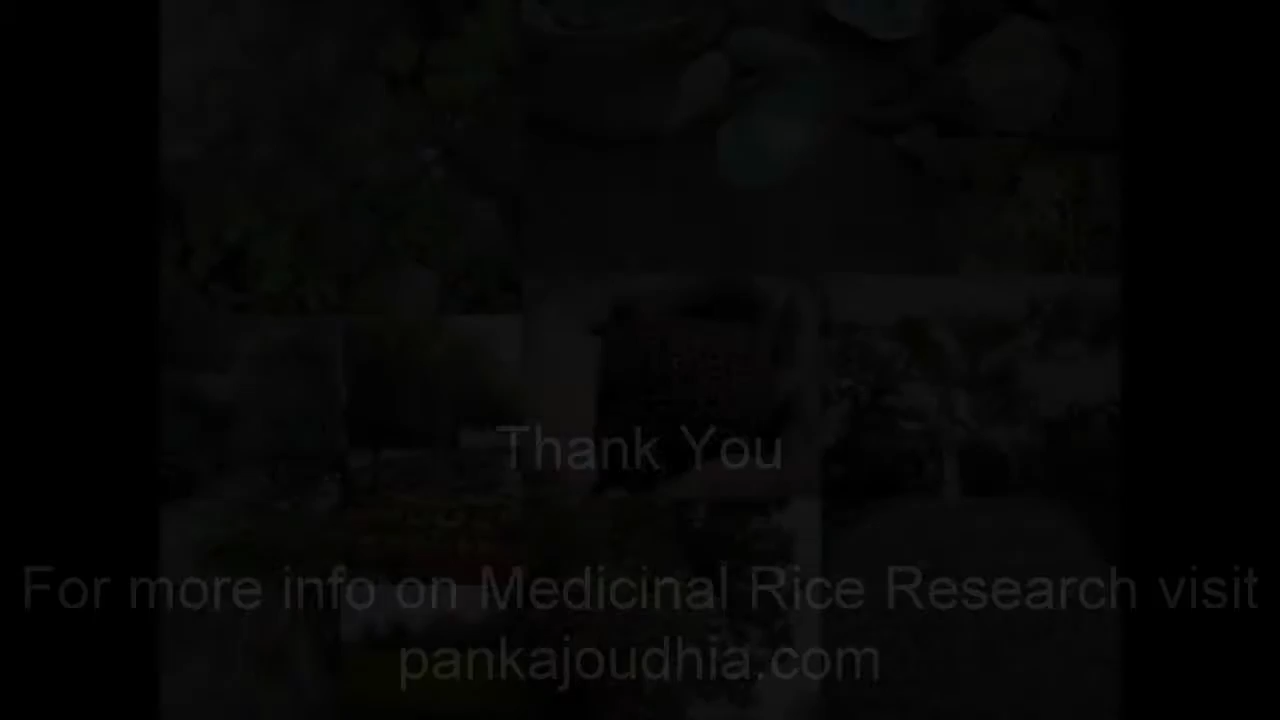 Thank You
For more info on Medicinal Rice Research visit
pankajoudhia.com